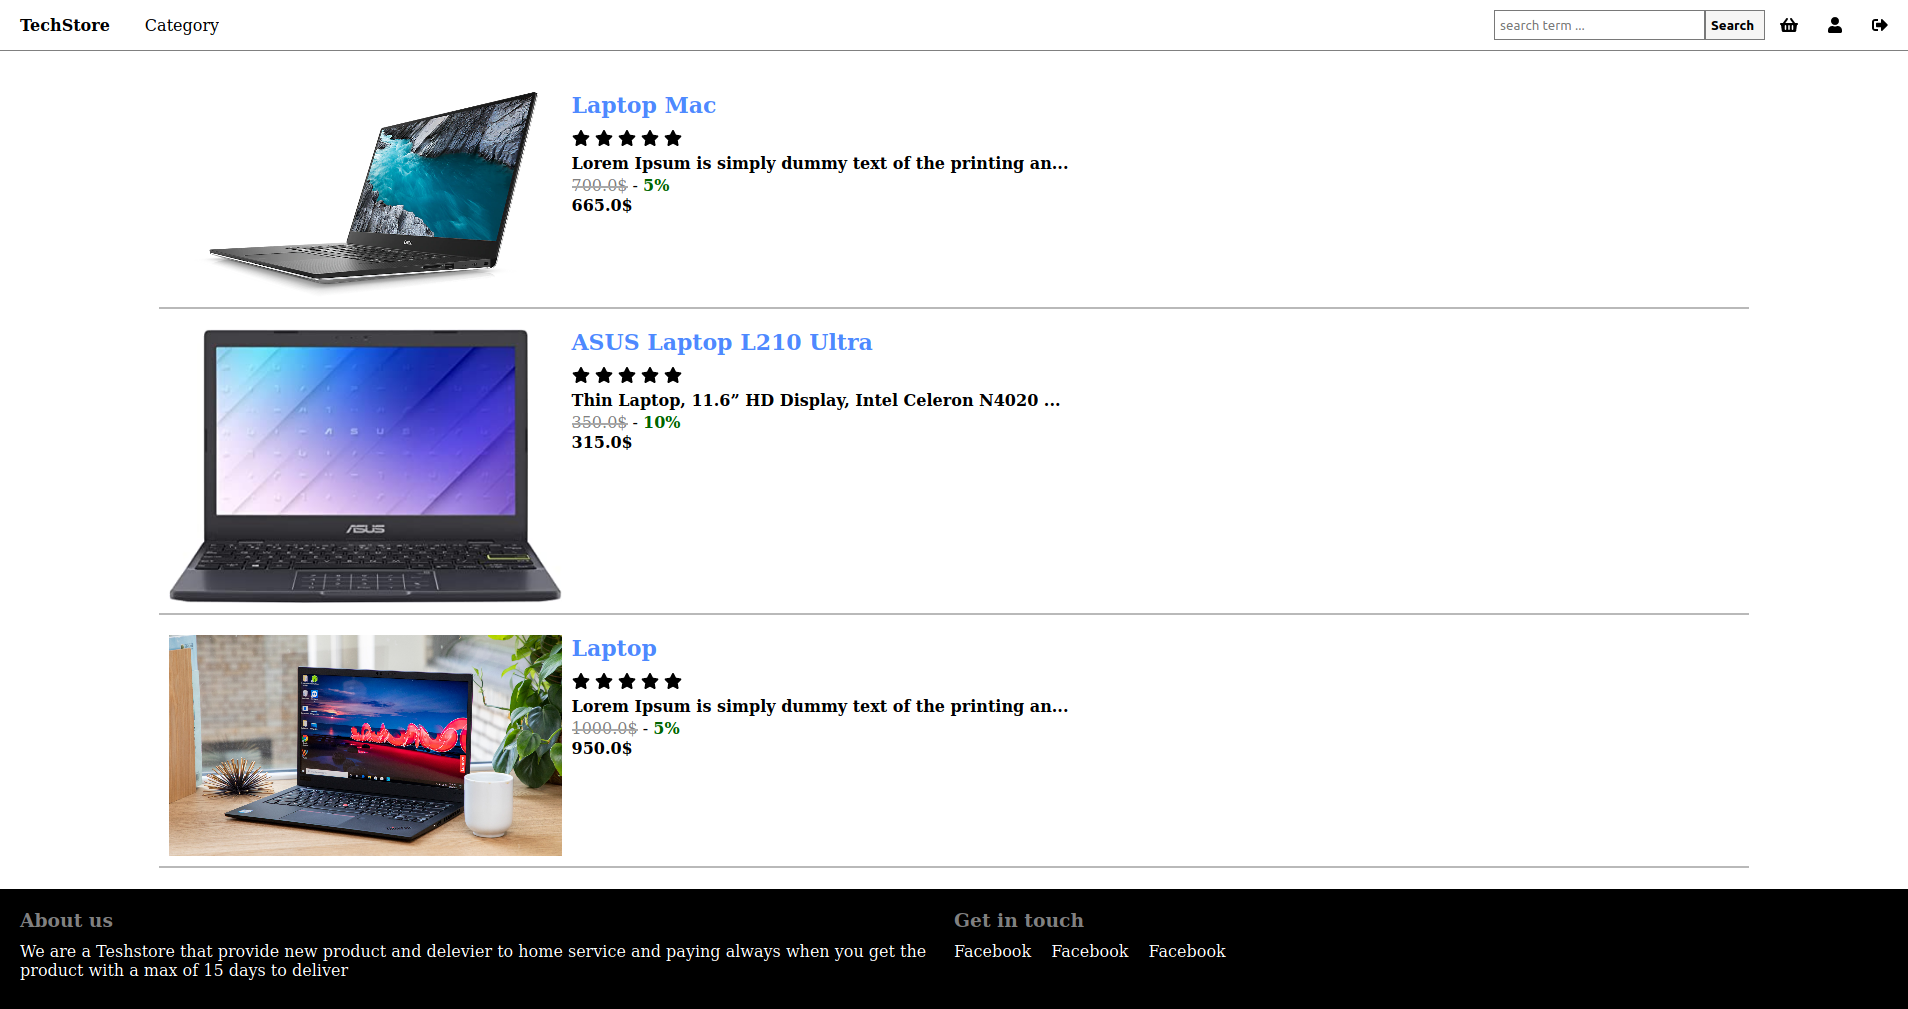 TechStore Category search term ... Search
Laptop Mac
Lorem Ipsum is simply dummy text of the printing an...
700.0$ - 5%
665.0$
ASUS Laptop L210 Ultra
Thin Laptop, 11.6” HD Display, Intel Celeron N4020 ...
350.0$ - 10%
315.0$
ASUS
Laptop
Lorem Ipsum is simply dummy text of the printing an...
1000.0$ - 5%
950.0$
About us
We are a Teshstore that provide new product and delevier to home service and paying always when you get the
product with a max of 15 days to deliver
Get in touch
Facebook Facebook Facebook